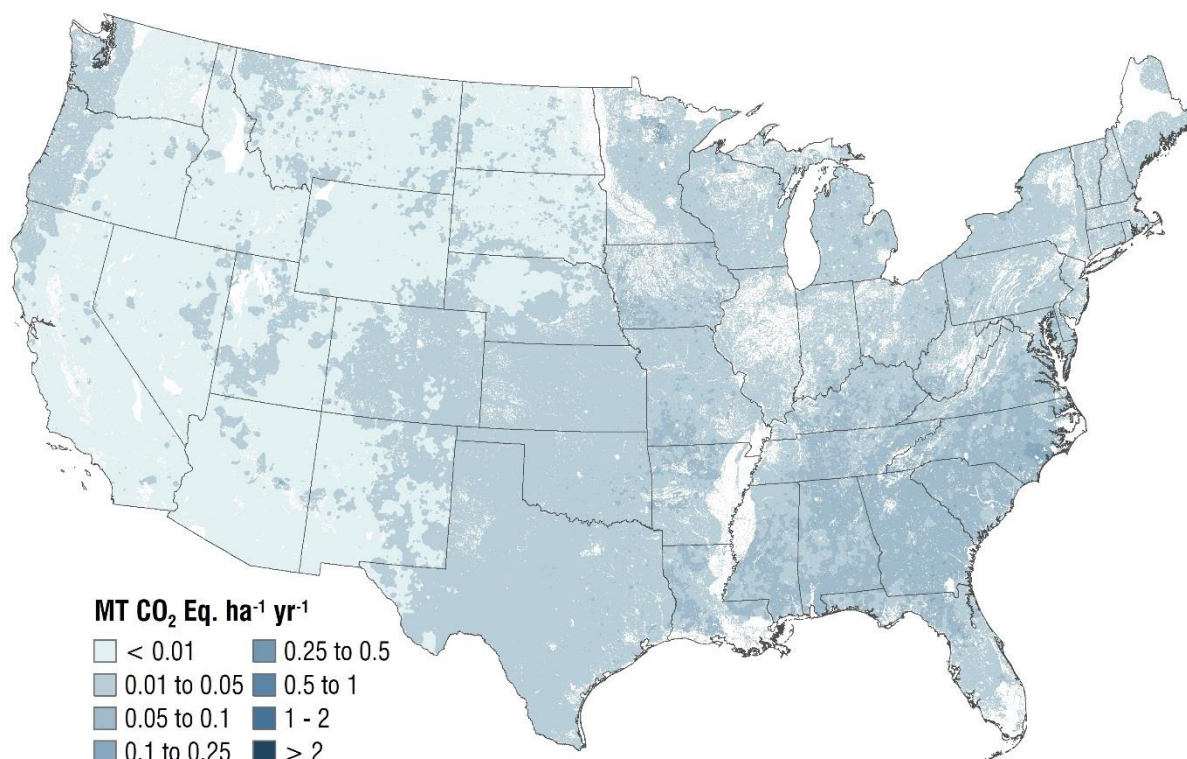 MT CO₂ Eq. ha⁻¹ yr⁻¹
< 0.01
0.01 to 0.05
0.05 to 0.1
0.1 to 0.25
0.25 to 0.5
0.5 to 1
1 - 2
> 2